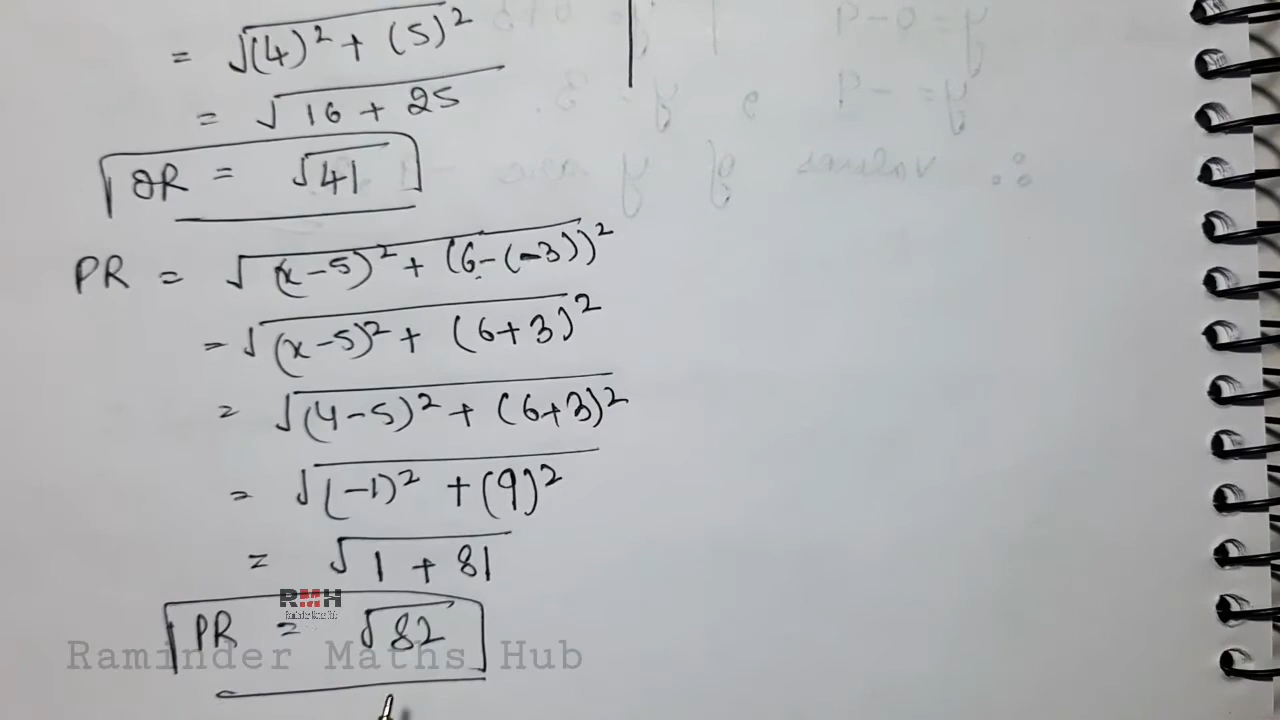 = √(4)² + (5)²
= √16 + 25
QR = √41
PR = √(x-5)² + (6-(-3))²
= √(x-5)² + (6+3)²
= √(4-5)² + (6+3)²
= √(-1)² + (9)²
= √1 + 81
RMH
PR = √82
Raminder Maths Hub